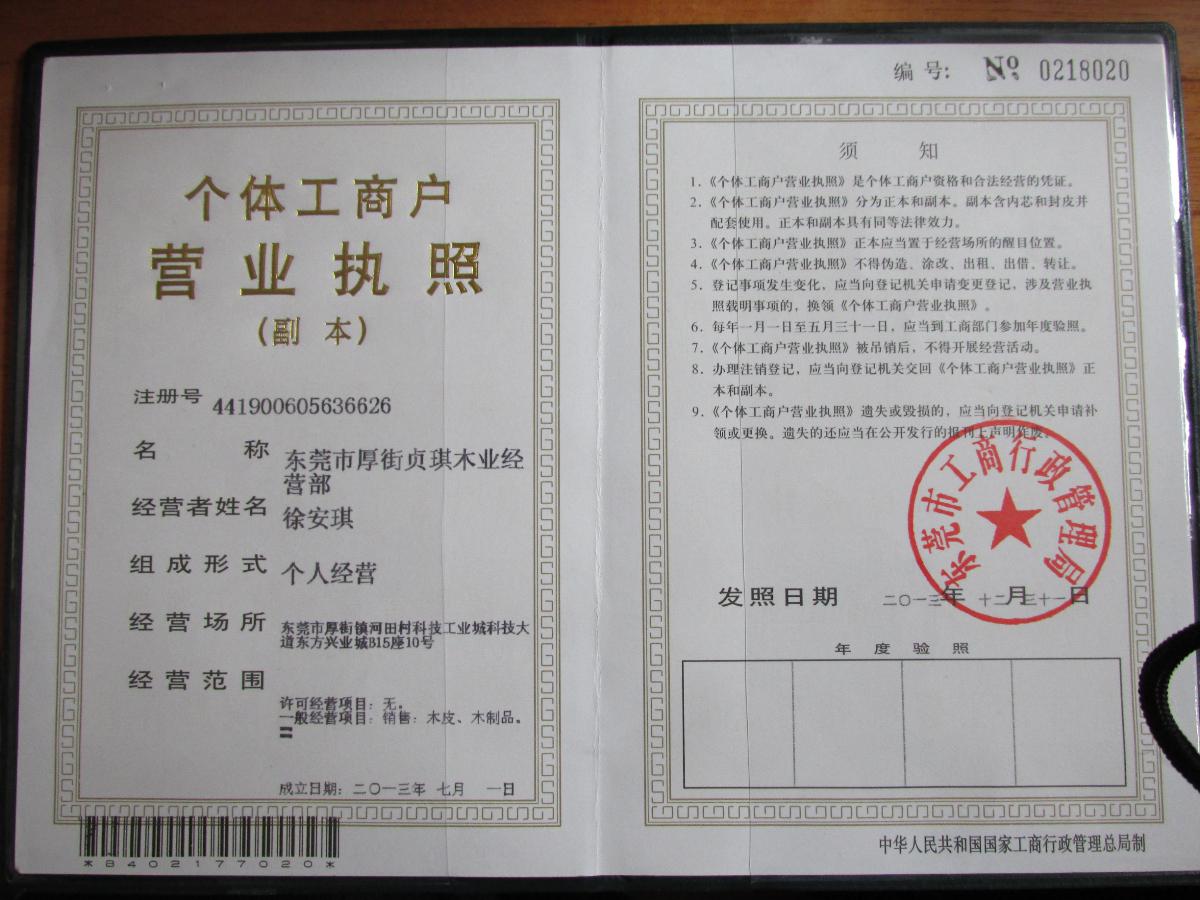 编号: № 0218020
个体工商户
营业执照
(副本)
注册号 441900605636626
名称 东莞市厚街贞琪木业经
营部
经营者姓名 徐安琪
组成形式 个人经营
经营场所 东莞市厚街镇河田村科技工业城科技大
道东方兴业城B15座10号
经营范围
许可经营项目：无。
一般经营项目：销售：木皮、木制品。
〓
成立日期：二〇一三年 七月 一日
*B402177020*
须知
1.《个体工商户营业执照》是个体工商户资格和合法经营的凭证。
2.《个体工商户营业执照》分为正本和副本。副本含内芯和封皮并
配套使用。正本和副本具有同等法律效力。
3.《个体工商户营业执照》正本应当置于经营场所的醒目位置。
4.《个体工商户营业执照》不得伪造、涂改、出租、出借、转让。
5. 登记事项发生变化，应当向登记机关申请变更登记，涉及营业执
照载明事项的，换领《个体工商户营业执照》。
6. 每年一月一日至五月三十一日，应当到工商部门参加年度验照。
7.《个体工商户营业执照》被吊销后，不得开展经营活动。
8. 办理注销登记，应当向登记机关交回《个体工商户营业执照》正
本和副本。
9.《个体工商户营业执照》遗失或毁损的，应当向登记机关申请补
领或更换。遗失的还应当在公开发行的报刊上声明作废。
东莞市工商行政管理局
发照日期 二〇一三年 十二月三十一日
年度验照
中华人民共和国国家工商行政管理总局制